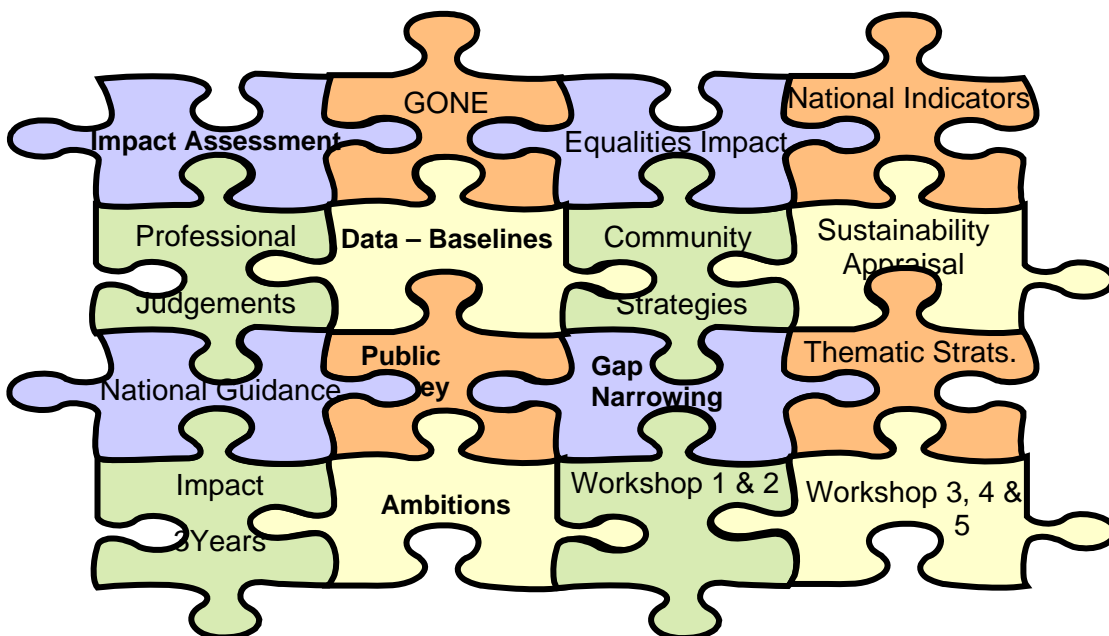 Impact Assessment
GONE
Equalities Impact
National Indicators
Professional
Judgements
Data – Baselines
Community
Strategies
Sustainability
Appraisal
National Guidance
Public
ey
Gap
Narrowing
Thematic Strats.
Impact
3Years
Ambitions
Workshop 1 & 2
Workshop 3, 4 &
5